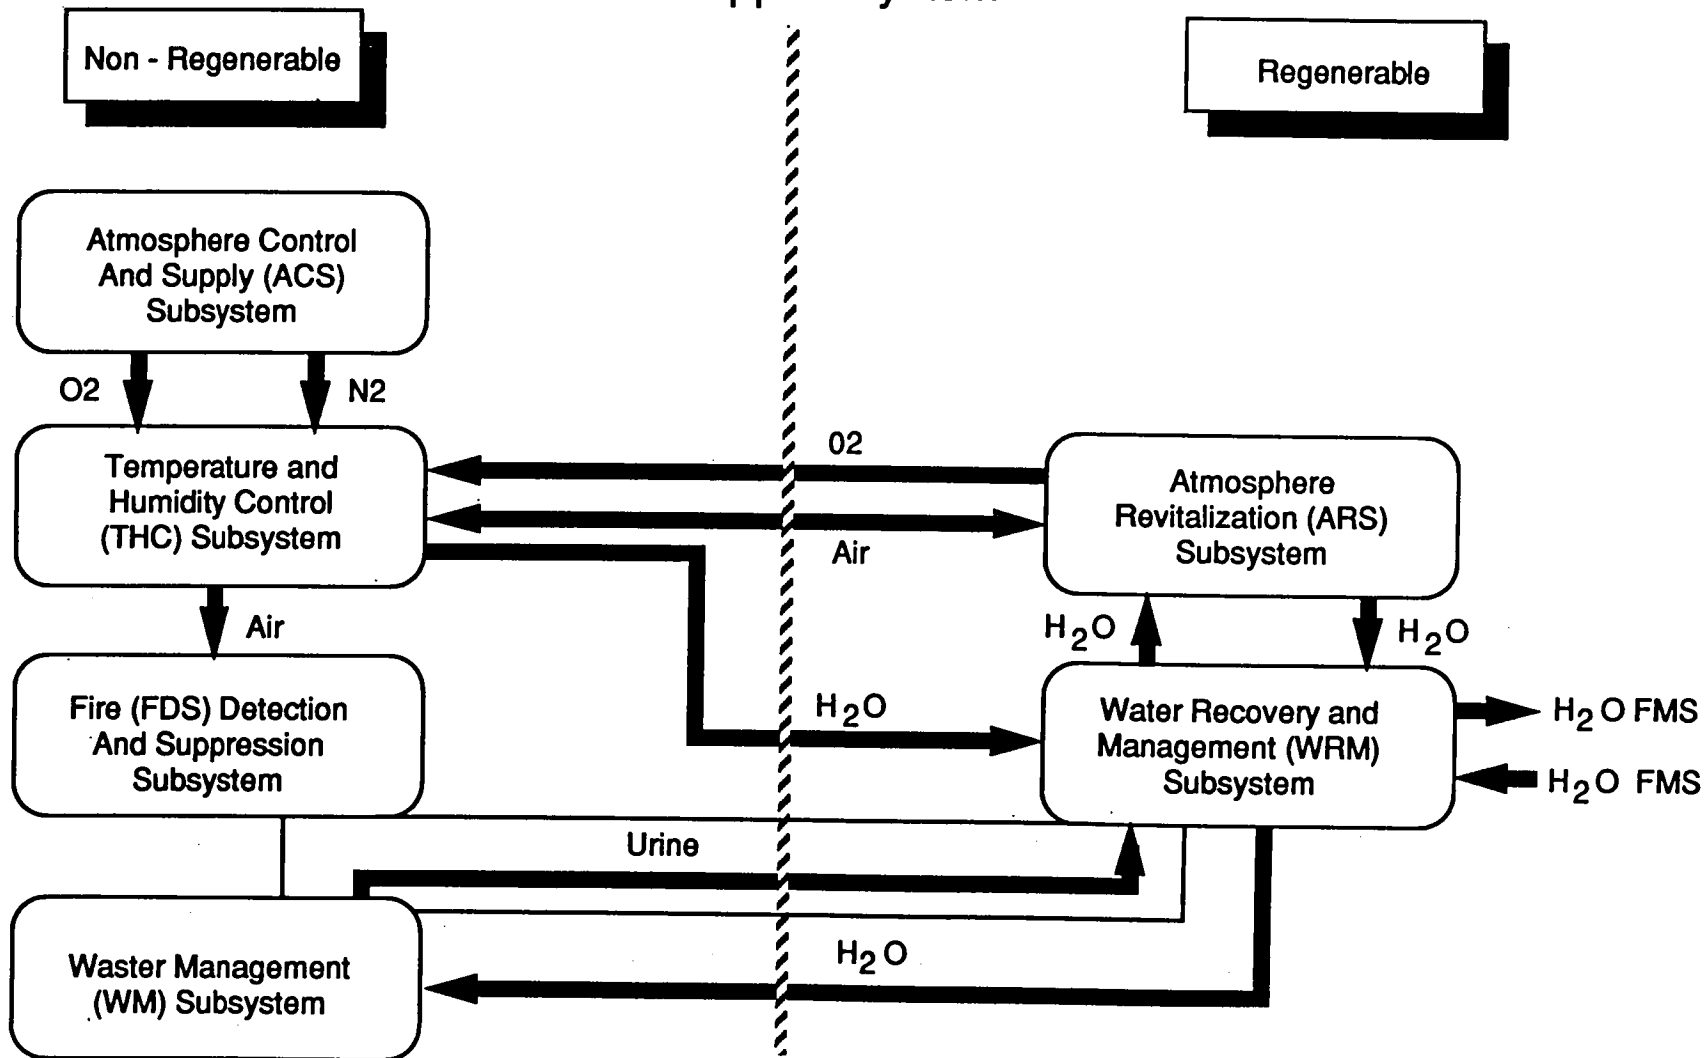 Non - Regenerable
Regenerable
Atmosphere Control
And Supply (ACS)
Subsystem
O2
N2
Temperature and
Humidity Control
(THC) Subsystem
02
Air
Atmosphere
Revitalization (ARS)
Subsystem
Air
H2O
H2O
Fire (FDS) Detection
And Suppression
Subsystem
H2O
Water Recovery and
Management (WRM)
Subsystem
H2O FMS
H2O FMS
Urine
Waster Management
(WM) Subsystem
H2O